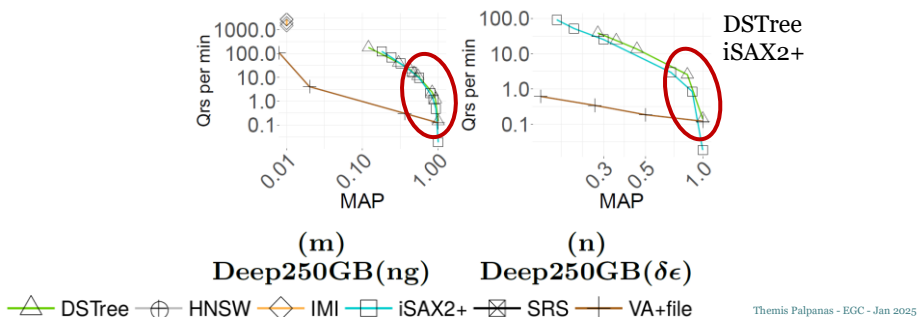 1000.0
100.0
10.0
1.0
0.1
Qrs per min
0.01
0.10
1.00
MAP
100.0
10.0
1.0
0.1
Qrs per min
0.3
0.5
1.0
MAP
DSTree
iSAX2+
(m)
Deep250GB(ng)
(n)
Deep250GB(δϵ)
DSTree HNSW IMI iSAX2+ SRS VA+file
Themis Palpanas - EGC - Jan 2025